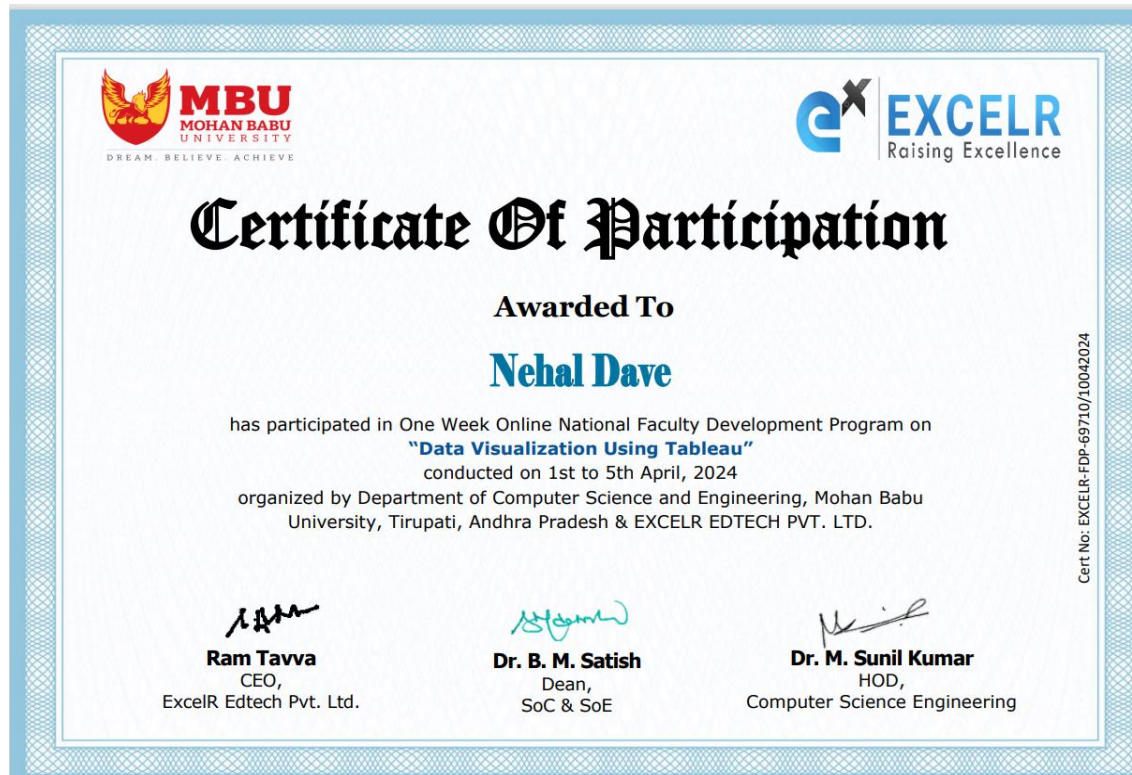 MBU
MOHAN BABU
UNIVERSITY
DREAM. BELIEVE. ACHIEVE
ex
EXCELR
Raising Excellence
Certificate Of Participation
Awarded To
Nehal Dave
has participated in One Week Online National Faculty Development Program on
“Data Visualization Using Tableau”
conducted on 1st to 5th April, 2024
organized by Department of Computer Science and Engineering, Mohan Babu
University, Tirupati, Andhra Pradesh & EXCELR EDTECH PVT. LTD.
Cert No: EXCELR-FDP-69710/10042024
Ram Tavva
CEO,
ExcelR Edtech Pvt. Ltd.
Dr. B. M. Satish
Dean,
SoC & SoE
Dr. M. Sunil Kumar
HOD,
Computer Science Engineering